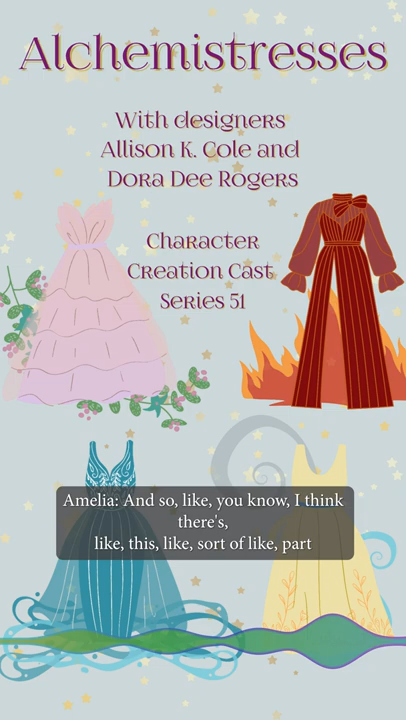 Alchemistresses
With designers
Allison K. Cole and
Dora Dee Rogers
Character
Creation Cast
Series 51
Amelia: And so, like, you know, I think
there's,
like, this, like, sort of like, part